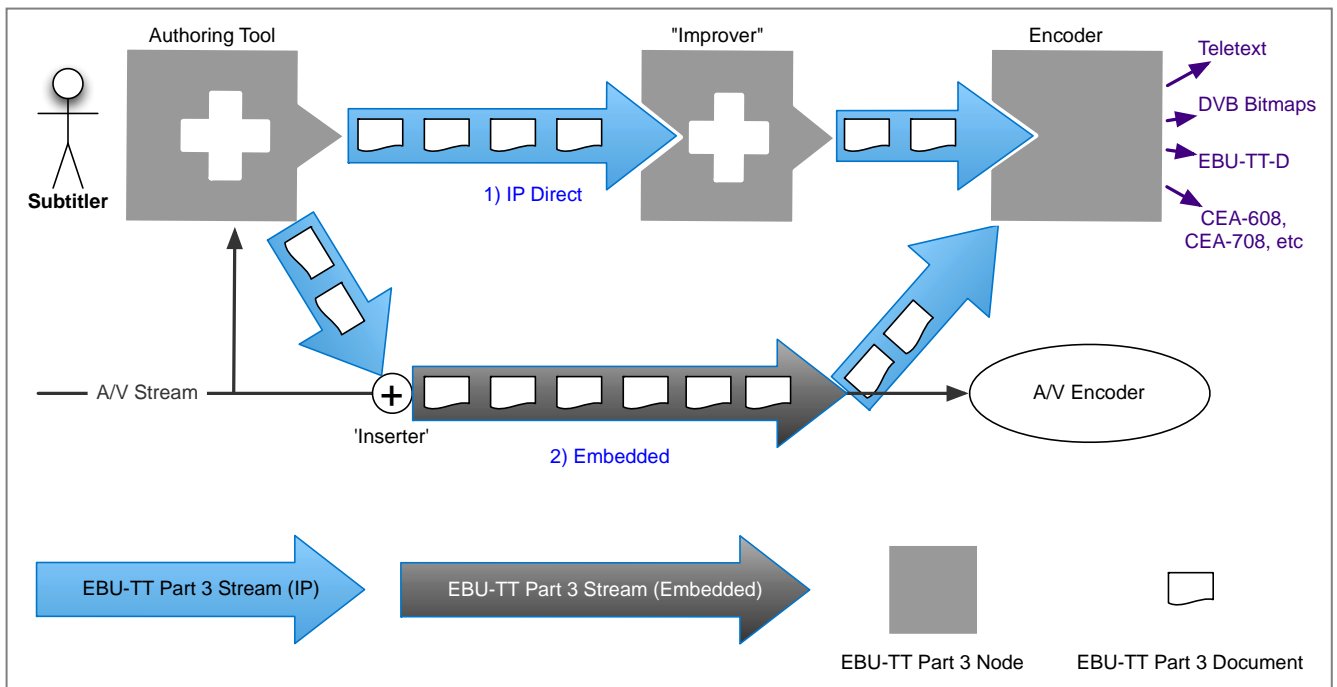 Authoring Tool
"Improver"
Encoder
Teletext
DVB Bitmaps
EBU-TT-D
CEA-608,
CEA-708, etc
Subtitler
1) IP Direct
A/V Stream
+
'Inserter'
2) Embedded
A/V Encoder
EBU-TT Part 3 Stream (IP)
EBU-TT Part 3 Stream (Embedded)
EBU-TT Part 3 Node
EBU-TT Part 3 Document